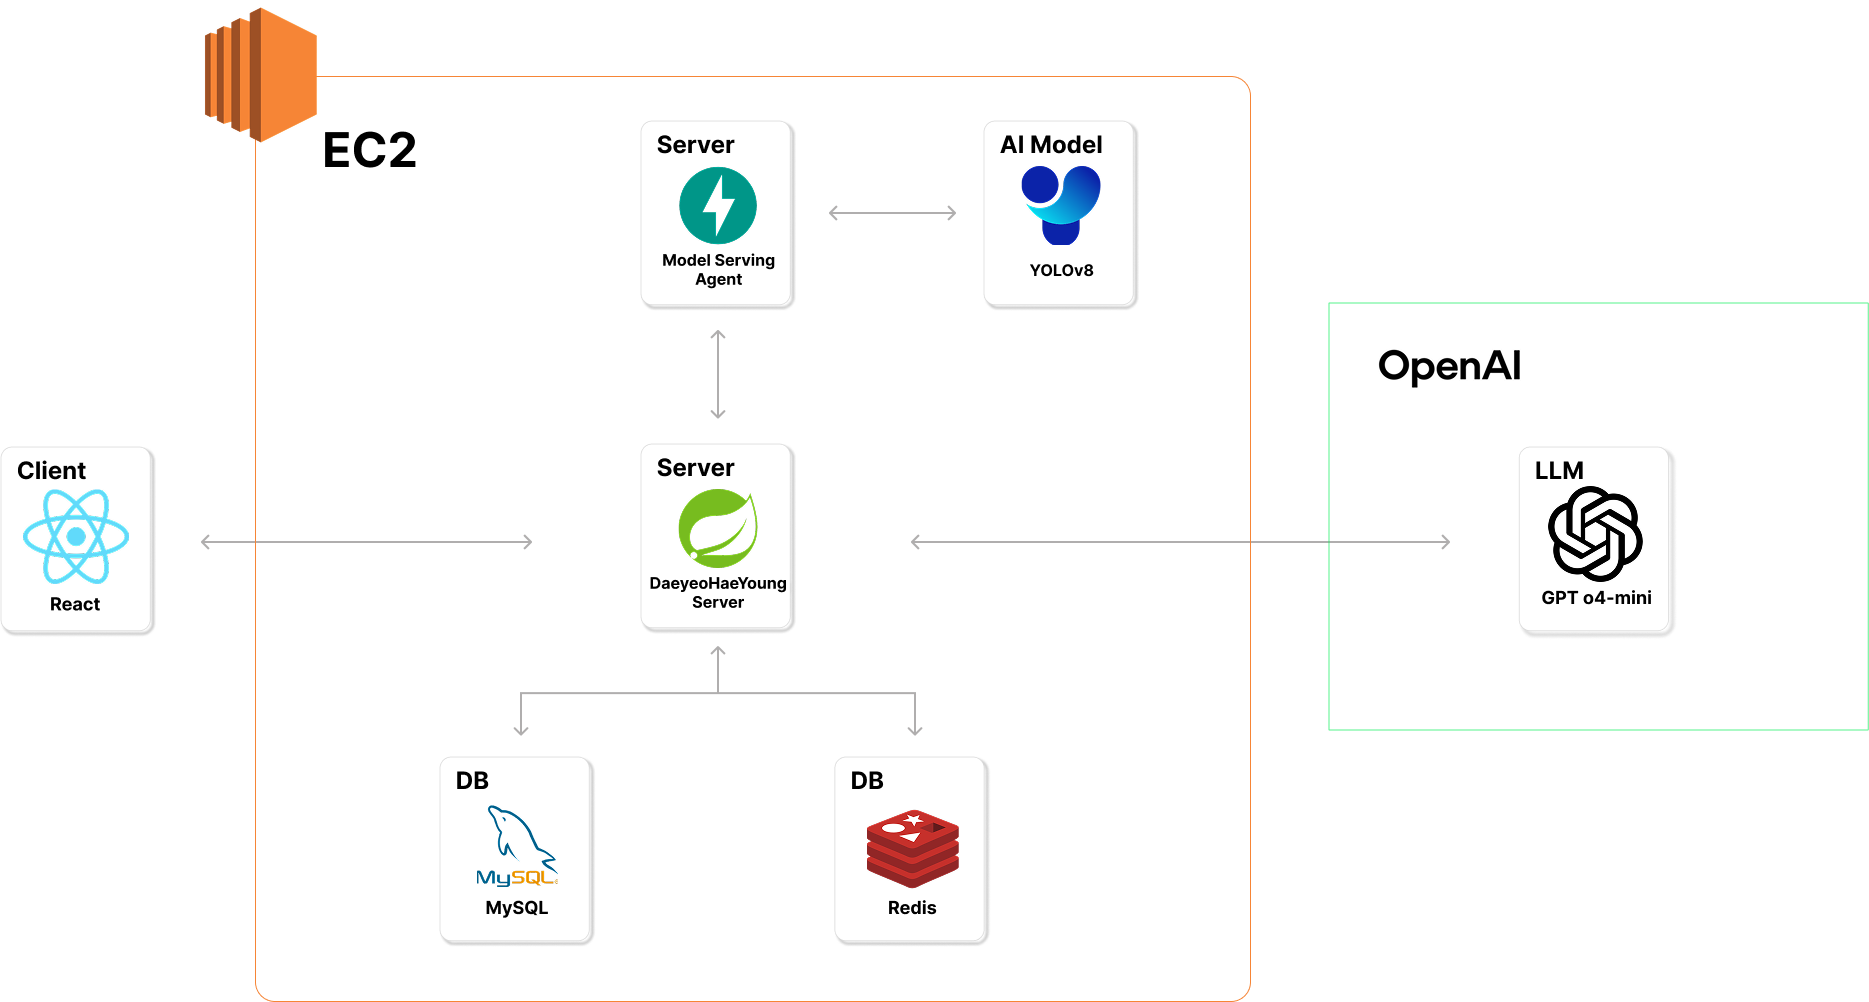 EC2
Server
Model Serving
Agent
AI Model
YOLOv8
OpenAI
Client
React
Server
DaeyeoHaeYoung
Server
LLM
GPT o4-mini
DB
MySQL
MySQL
DB
Redis